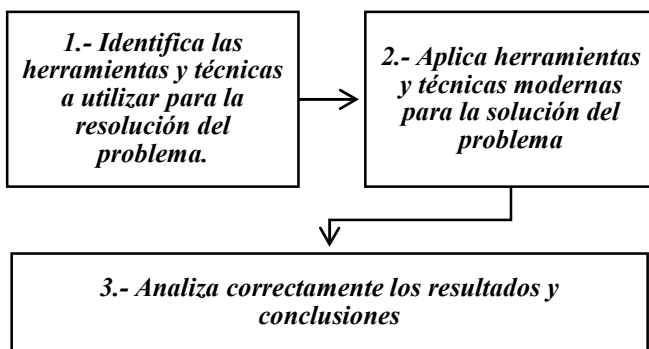 1.- Identifica las
herramientas y técnicas
a utilizar para la
resolución del
problema.
2.- Aplica herramientas
y técnicas modernas
para la solución del
problema
3.- Analiza correctamente los resultados y
conclusiones